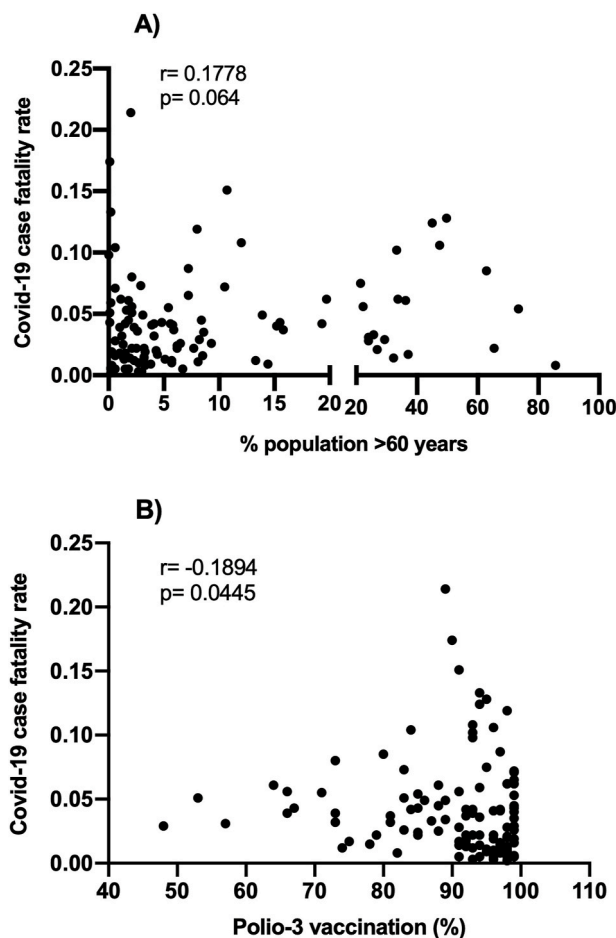 A)
r= 0.1778
p= 0.064
Covid-19 case fatality rate
0.25
0.20
0.15
0.10
0.05
0.00
0 5 10 15 20 20 40 60 80 100
% population >60 years
B)
r= -0.1894
p= 0.0445
Covid-19 case fatality rate
0.25
0.20
0.15
0.10
0.05
0.00
40 50 60 70 80 90 100 110
Polio-3 vaccination (%)